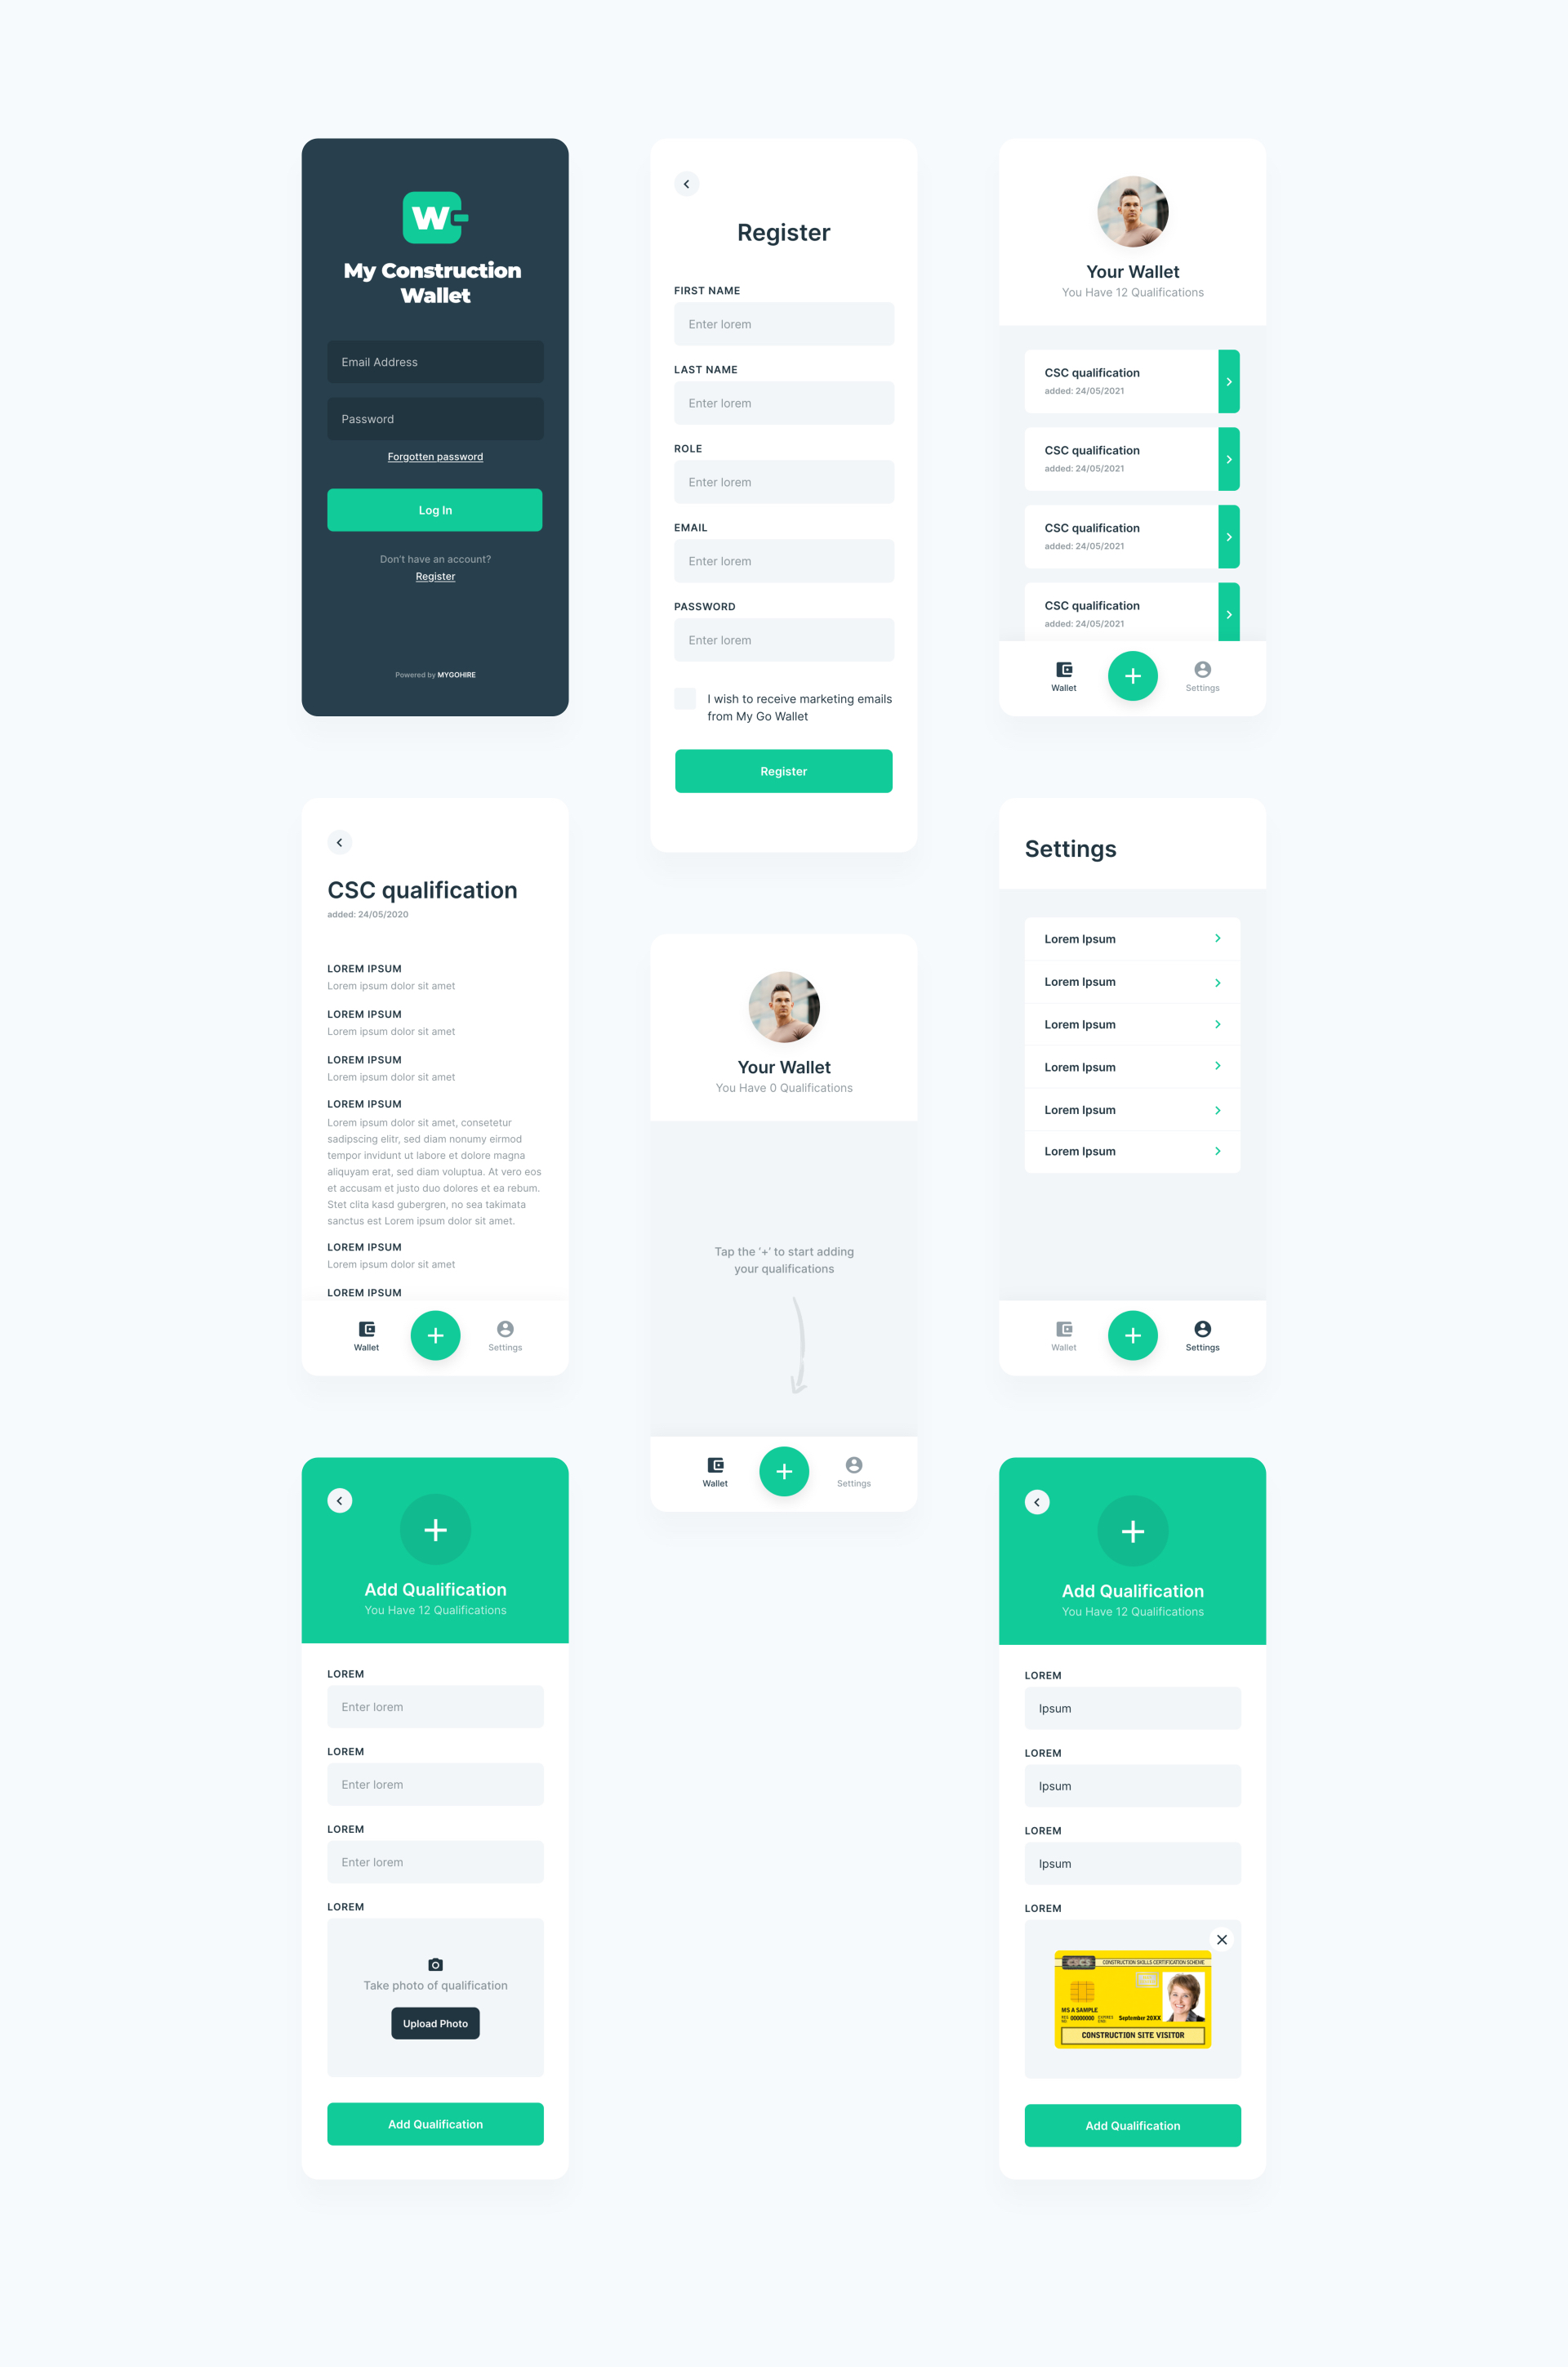 W
My Construction
Wallet
Email Address
Password
Forgotten password
Log In
Don't have an account?
Register
Powered by MYGOHIRE
Register
FIRST NAME
Enter lorem
LAST NAME
Enter lorem
ROLE
Enter lorem
EMAIL
Enter lorem
PASSWORD
Enter lorem
I wish to receive marketing emails
from My Go Wallet
Register
Your Wallet
You Have 12 Qualifications
CSC qualification
added: 24/05/2021
CSC qualification
added: 24/05/2021
CSC qualification
added: 24/05/2021
CSC qualification
added: 24/05/2021
Wallet
Settings
CSC qualification
added: 24/05/2020
LOREM IPSUM
Lorem ipsum dolor sit amet
LOREM IPSUM
Lorem ipsum dolor sit amet
LOREM IPSUM
Lorem ipsum dolor sit amet
LOREM IPSUM
Lorem ipsum dolor sit amet, consetetur
sadipscing elitr, sed diam nonumy eirmod
tempor invidunt ut labore et dolore magna
aliquyam erat, sed diam voluptua. At vero eos
et accusam et justo duo dolores et ea rebum.
Stet clita kasd gubergren, no sea takimata
sanctus est Lorem ipsum dolor sit amet.
LOREM IPSUM
Lorem ipsum dolor sit amet
LOREM IPSUM
Wallet
Settings
Your Wallet
You Have 0 Qualifications
Tap the '+' to start adding
your qualifications
Wallet
Settings
Settings
Lorem Ipsum
Lorem Ipsum
Lorem Ipsum
Lorem Ipsum
Lorem Ipsum
Lorem Ipsum
Wallet
Settings
Add Qualification
You Have 12 Qualifications
LOREM
Enter lorem
LOREM
Enter lorem
LOREM
Enter lorem
LOREM
Take photo of qualification
Upload Photo
Add Qualification
Add Qualification
You Have 12 Qualifications
LOREM
Ipsum
LOREM
Ipsum
LOREM
Ipsum
LOREM
CSCS CONSTRUCTION SKILLS CERTIFICATION SCHEME
MS A SAMPLE
REG NO 00000000 EXPIRES END September 20XX
CONSTRUCTION SITE VISITOR
Add Qualification